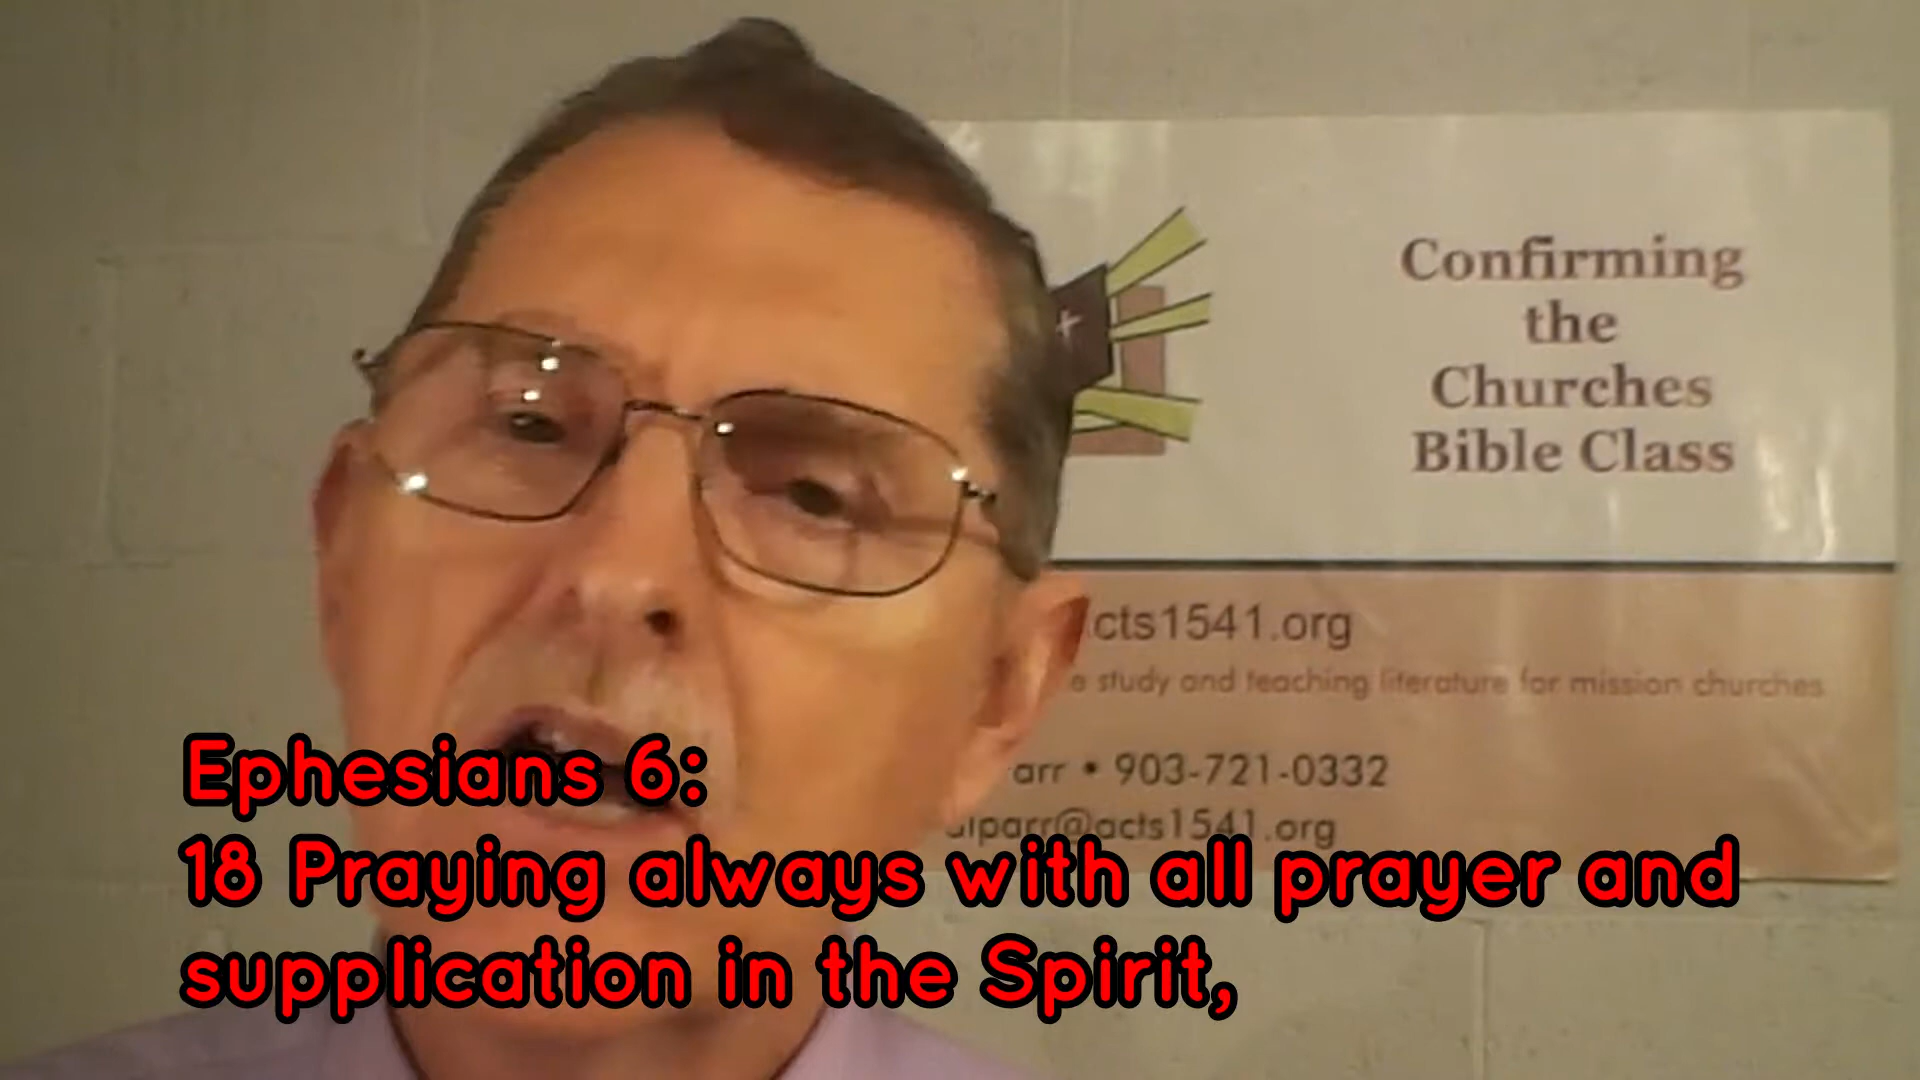 Confirming
the
Churches
Bible Class
cts1541.org
study and teaching literature for mission churches
arr • 903-721-0332
alparr@acts1541.org
Ephesians 6:
18 Praying always with all prayer and
supplication in the Spirit,